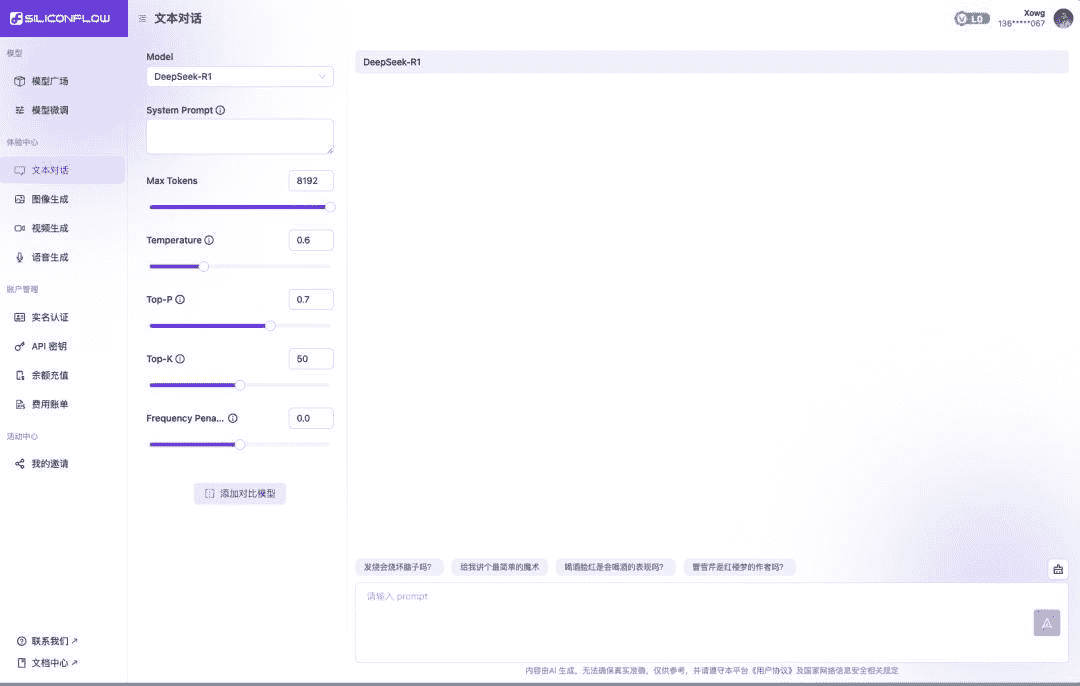 SILICONFLOW
模型
模型广场
模型微调
体验中心
文本对话
图像生成
视频生成
语音生成
账户管理
实名认证
API 密钥
余额充值
费用账单
活动中心
我的邀请
联系我们 ↗
文档中心 ↗
文本对话
L0
Xowg
136*****067
Model
DeepSeek-R1
System Prompt
Max Tokens
8192
Temperature
0.6
Top-P
0.7
Top-K
50
Frequency Pena...
0.0
添加对比模型
DeepSeek-R1
发烧会烧坏脑子吗?
给我讲个最简单的魔术
喝酒脸红是会喝酒的表现吗?
曹雪芹是红楼梦的作者吗?
请输入 prompt
内容由AI 生成，无法确保真实准确，仅供参考，并请遵守本平台《用户协议》及国家网络信息安全相关规定